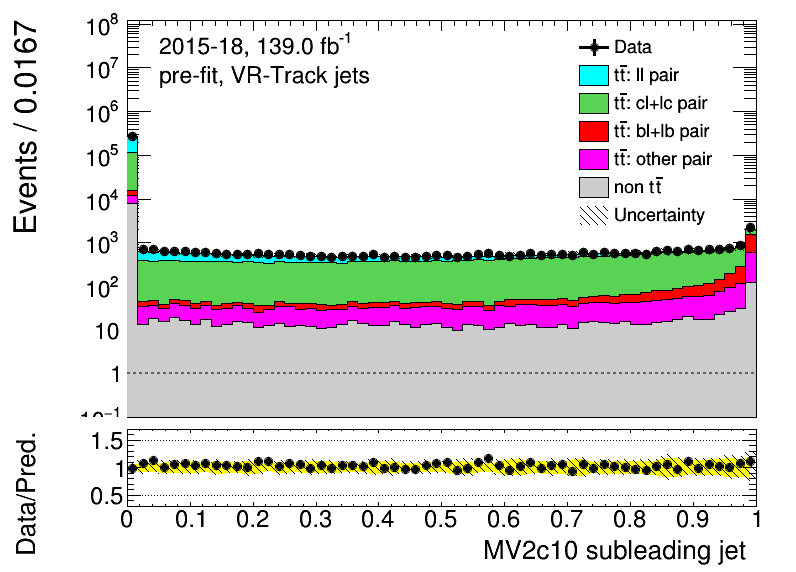 Events / 0.0167
10⁸
10⁷
10⁶
10⁵
10⁴
10³
10²
10
1
10⁻¹
2015-18, 139.0 fb⁻¹
pre-fit, VR-Track jets
Data
tt̄: ll pair
tt̄: cl+lc pair
tt̄: bl+lb pair
tt̄: other pair
non tt̄
Uncertainty
Data/Pred.
1.5
1
0.5
0 0.1 0.2 0.3 0.4 0.5 0.6 0.7 0.8 0.9 1
MV2c10 subleading jet